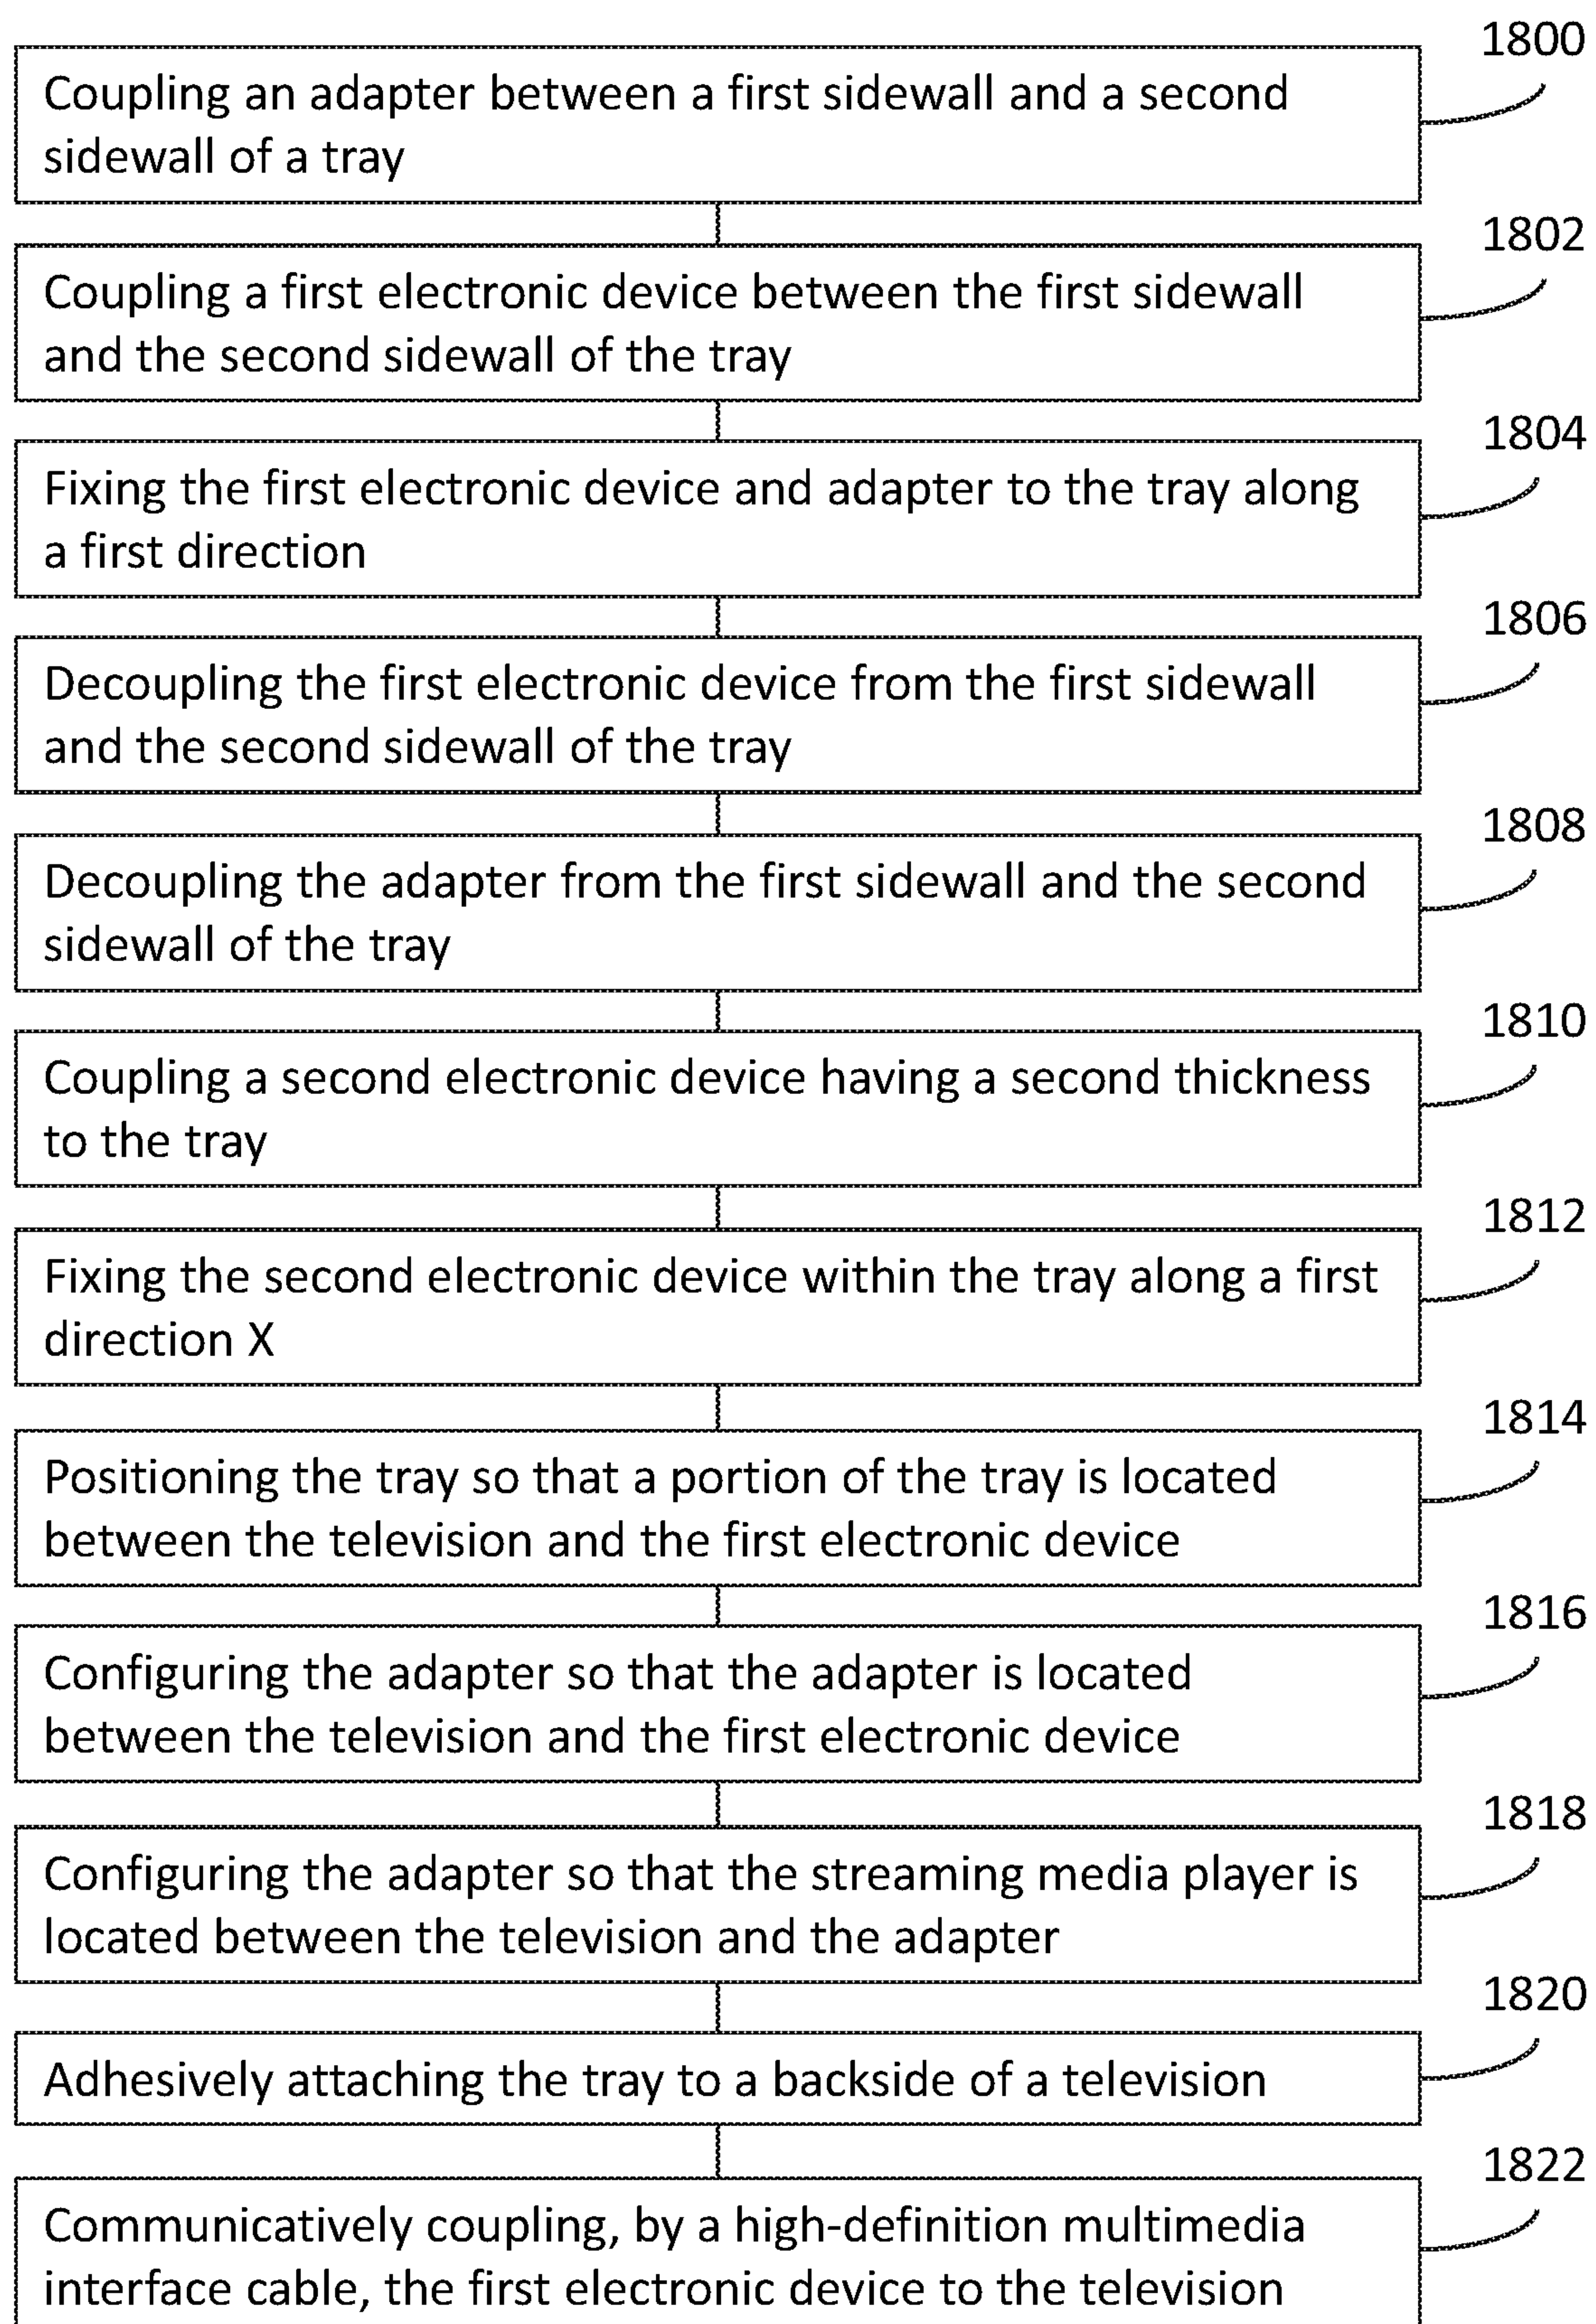 1800
Coupling an adapter between a first sidewall and a second
sidewall of a tray
1802
Coupling a first electronic device between the first sidewall
and the second sidewall of the tray
1804
Fixing the first electronic device and adapter to the tray along
a first direction
1806
Decoupling the first electronic device from the first sidewall
and the second sidewall of the tray
1808
Decoupling the adapter from the first sidewall and the second
sidewall of the tray
1810
Coupling a second electronic device having a second thickness
to the tray
1812
Fixing the second electronic device within the tray along a first
direction X
1814
Positioning the tray so that a portion of the tray is located
between the television and the first electronic device
1816
Configuring the adapter so that the adapter is located
between the television and the first electronic device
1818
Configuring the adapter so that the streaming media player is
located between the television and the adapter
1820
Adhesively attaching the tray to a backside of a television
1822
Communicatively coupling, by a high-definition multimedia
interface cable, the first electronic device to the television